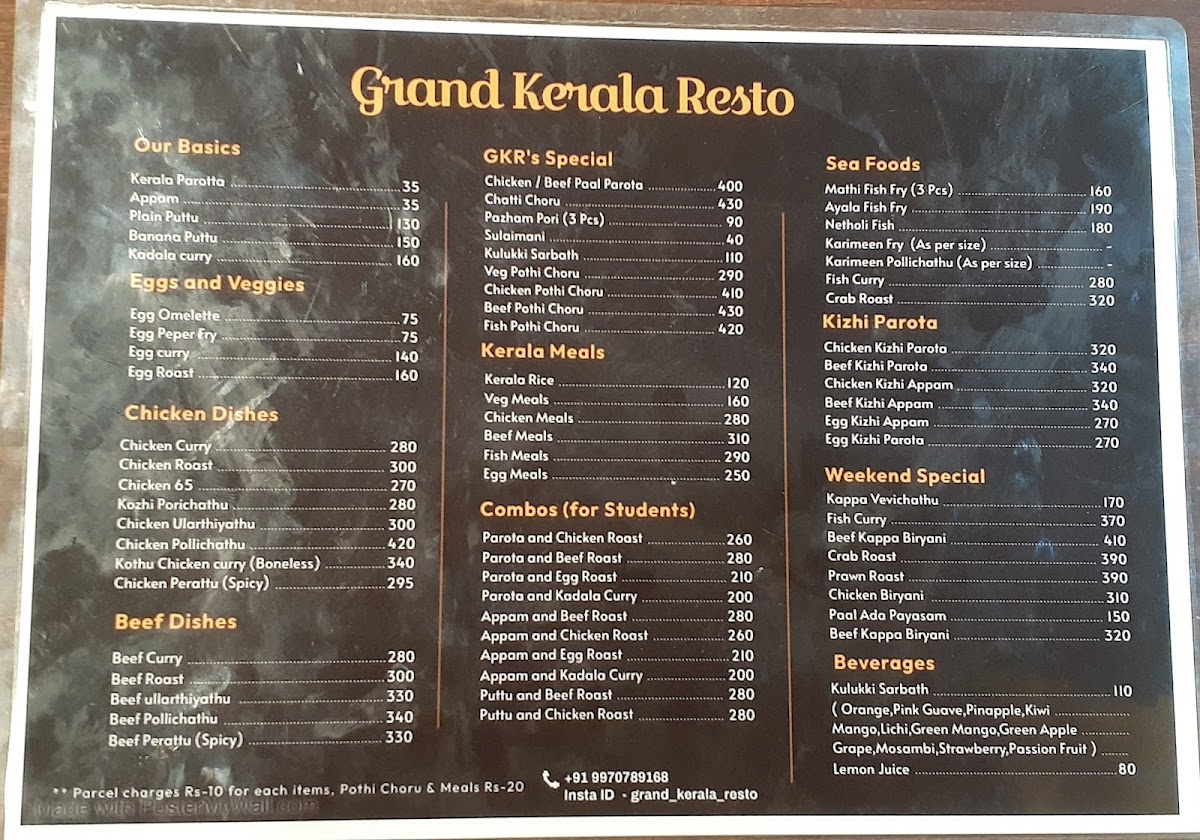 Grand Kerala Resto
Our Basics
Kerala Parotta 35
Appam 35
Plain Puttu 130
Banana Puttu 150
Kadala curry 160
Eggs and Veggies
Egg Omelette 75
Egg Peper Fry 75
Egg curry 140
Egg Roast 160
Chicken Dishes
Chicken Curry 280
Chicken Roast 300
Chicken 65 270
Kozhi Porichathu 280
Chicken Ularthiyathu 300
Chicken Pollichathu 420
Kothu Chicken curry (Boneless) 340
Chicken Perattu (Spicy) 295
Beef Dishes
Beef Curry 280
Beef Roast 300
Beef ullarthiyathu 330
Beef Pollichathu 340
Beef Perattu (Spicy) 330
GKR's Special
Chicken / Beef Paal Parota 400
Chatti Choru 430
Pazham Pori (3 Pcs) 90
Sulaimani 40
Kulukki Sarbath 110
Veg Pothi Choru 290
Chicken Pothi Choru 410
Beef Pothi Choru 430
Fish Pothi Choru 420
Kerala Meals
Kerala Rice 120
Veg Meals 160
Chicken Meals 280
Beef Meals 310
Fish Meals 290
Egg Meals 250
Combos (for Students)
Parota and Chicken Roast 260
Parota and Beef Roast 280
Parota and Egg Roast 210
Parota and Kadala Curry 200
Appam and Beef Roast 280
Appam and Chicken Roast 260
Appam and Egg Roast 210
Appam and Kadala Curry 200
Puttu and Beef Roast 280
Puttu and Chicken Roast 280
Sea Foods
Mathi Fish Fry (3 Pcs) 160
Ayala Fish Fry 190
Netholi Fish 180
Karimeen Fry (As per size) -
Karimeen Pollichathu (As per size) -
Fish Curry 280
Crab Roast 320
Kizhi Parota
Chicken Kizhi Parota 320
Beef Kizhi Parota 340
Chicken Kizhi Appam 320
Beef Kizhi Appam 340
Egg Kizhi Appam 270
Egg Kizhi Parota 270
Weekend Special
Kappa Vevichathu 170
Fish Curry 370
Beef Kappa Biryani 410
Crab Roast 390
Prawn Roast 390
Chicken Biryani 310
Paal Ada Payasam 150
Beef Kappa Biryani 320
Beverages
Kulukki Sarbath 110
( Orange,Pink Guave,Pinapple,Kiwi
Mango,Lichi,Green Mango,Green Apple
Grape,Mosambi,Strawberry,Passion Fruit )
Lemon Juice 80
** Parcel charges Rs-10 for each items, Pothi Choru & Meals Rs-20
+91 9970789168
Insta ID - grand_kerala_resto
Made with PosterMyWall.com